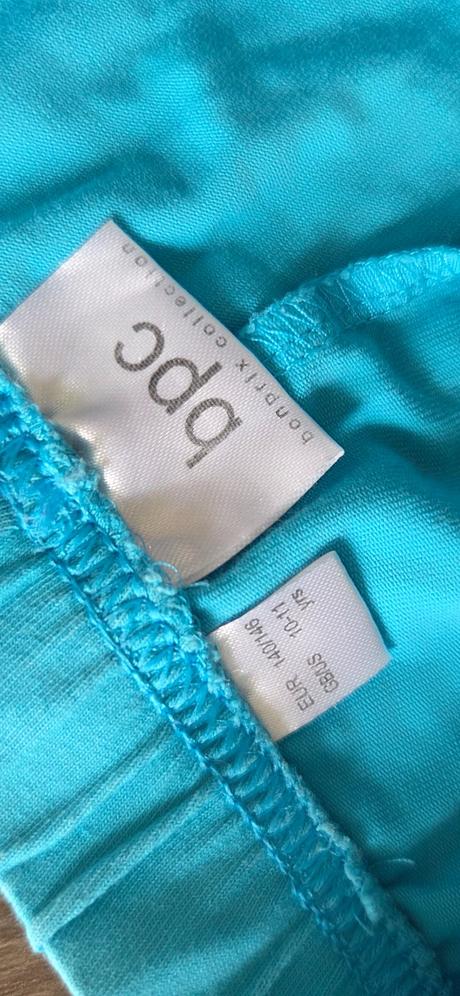 bpc
bonprix collection
EUR 140/146
GB/US 10-11
yrs